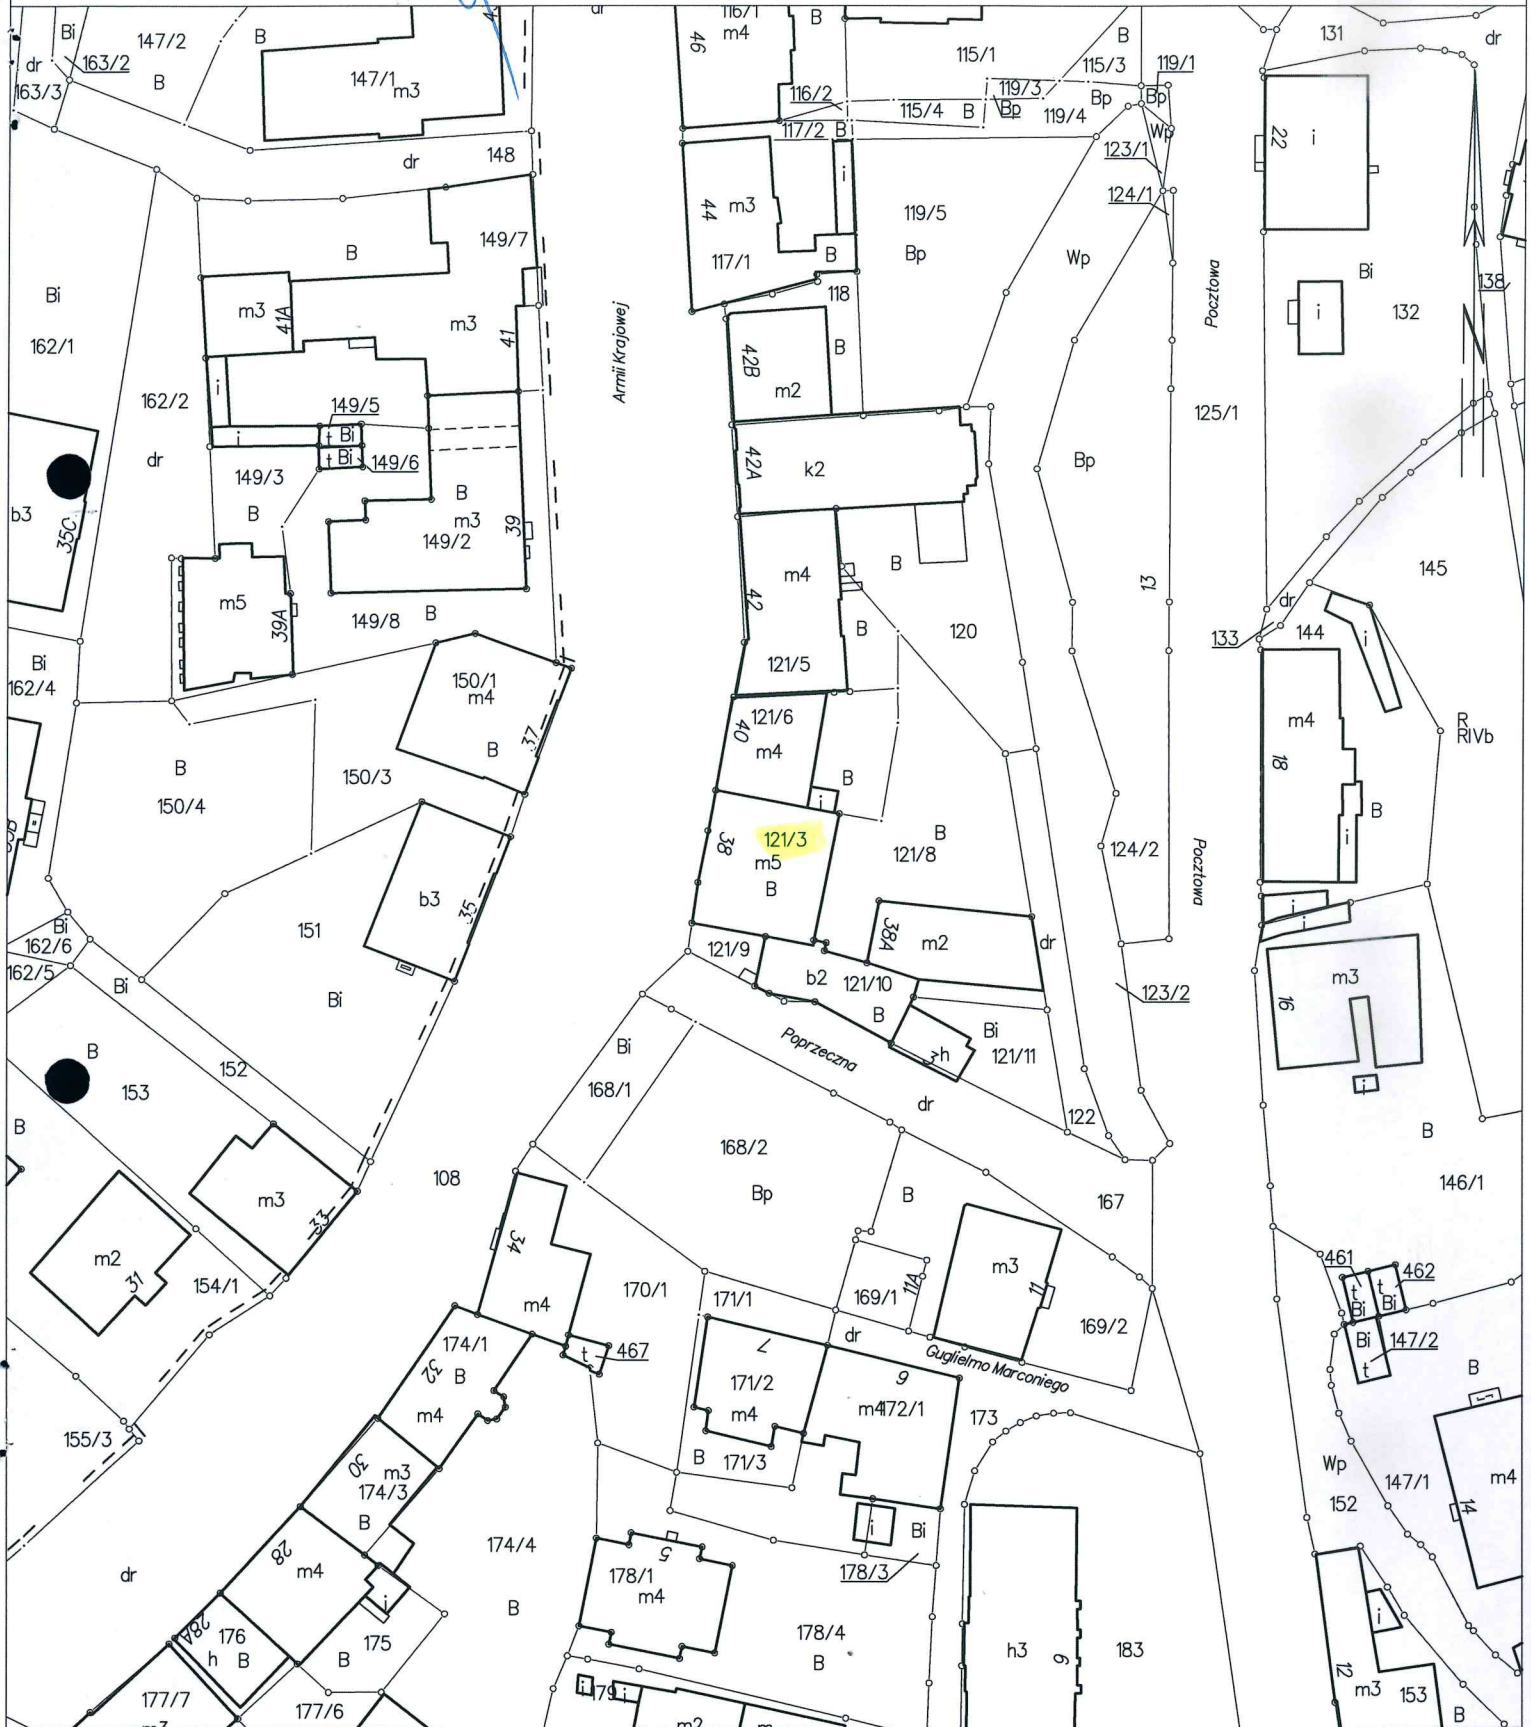 Bi
163/2
dr
163/3
147/2
B
B
147/1
m3
148
dr
46
116/1
m4
B
115/1
B
115/3
119/1
119/3
Bp
Bp
Bp
116/2
115/4
B
119/4
117/2
B
Wp
123/1
124/1
131
dr
22
i
i
44
m3
117/1
B
119/5
Bp
Wp
118
Pocztowa
Bi
132
i
138
B
149/7
Bi
162/1
m3
41A
m3
41
Armii Krajowej
42B
m2
B
162/2
i
i
149/5
t Bi
t Bi
149/6
125/1
dr
149/3
B
B
m3
149/2
39
42A
k2
Bp
b3
35C
m4
42
121/5
B
B
120
13
145
m5
39A
149/8
B
dr
133
144
i
Bi
162/4
150/1
m4
B
37
121/6
40
m4
B
i
m4
18
R
RIVb
B
150/4
150/3
38
121/3
m5
B
B
121/8
124/2
Pocztowa
B
i
i
i
b3
35
151
Bi
Bi
162/6
162/5
Bi
121/9
38A
m2
dr
b2
121/10
B
123/2
m3
16
i
B
153
152
Bi
168/1
Poprzeczna
h
Bi
121/11
dr
122
B
B
108
168/2
Bp
B
167
146/1
m3
33
m2
31
154/1
34
m4
170/1
171/1
169/1
11A
m3
11
169/2
461
462
t
Bi
t
Bi
dr
Guglielmo Marconiego
147/2
Bi
t
B
174/1
32
B
m4
t
467
7
171/2
m4
9
m4
172/1
173
155/3
30
m3
174/3
B
B
171/3
Wp
147/1
152
14
m4
28
m4
i
174/4
B
5
178/1
m4
i
Bi
178/3
dr
28A
176
h
B
175
B
178/4
B
h3
6
183
i
12
m3
153
B
177/7
m3
177/6
i
179
i
m2